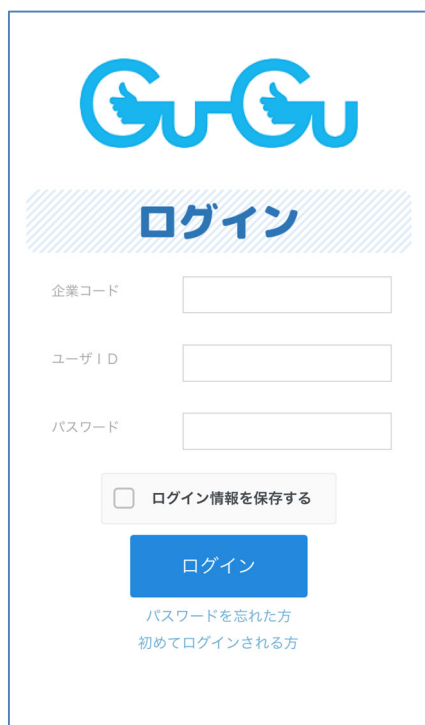 Gu-Gu
ログイン
企業コード
ユーザＩＤ
パスワード
ログイン情報を保存する
ログイン
パスワードを忘れた方
初めてログインされる方